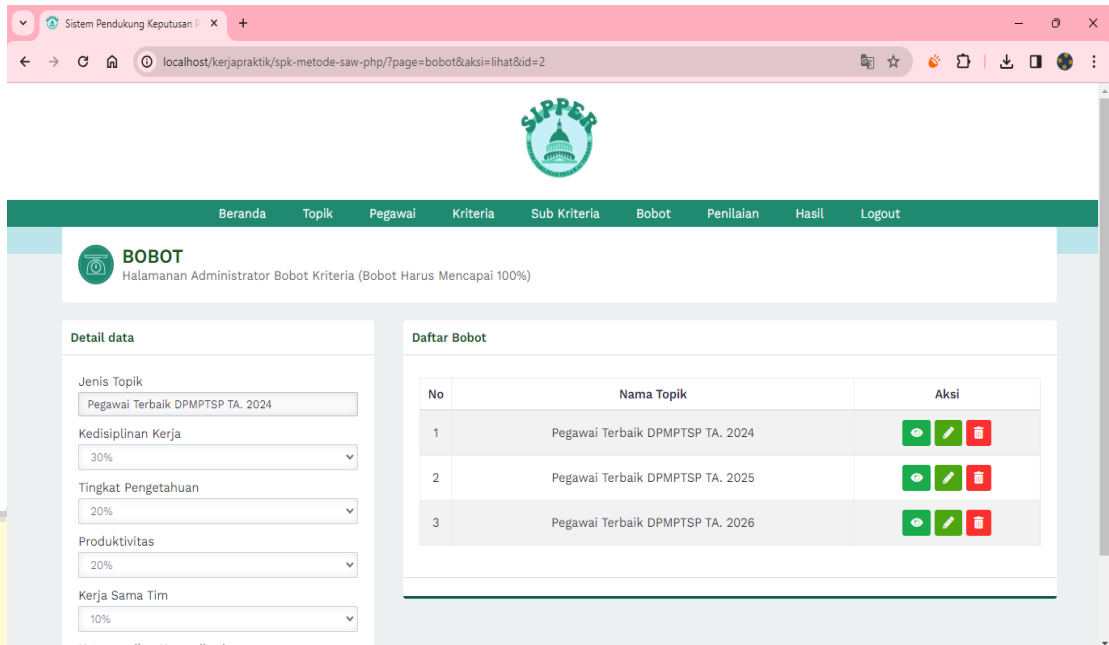 Sistem Pendukung Keputusan P
localhost/kerjapraktik/spk-metode-saw-php/?page=bobot&aksi=lihat&id=2
SIPPER
Beranda Topik Pegawai Kriteria Sub Kriteria Bobot Penilaian Hasil Logout
BOBOT
Halamanan Administrator Bobot Kriteria (Bobot Harus Mencapai 100%)
Detail data
Jenis Topik
Pegawai Terbaik DPMPTSP TA. 2024
Kedisiplinan Kerja
30%
Tingkat Pengetahuan
20%
Produktivitas
20%
Kerja Sama Tim
10%
Daftar Bobot
No Nama Topik Aksi
1 Pegawai Terbaik DPMPTSP TA. 2024
2 Pegawai Terbaik DPMPTSP TA. 2025
3 Pegawai Terbaik DPMPTSP TA. 2026